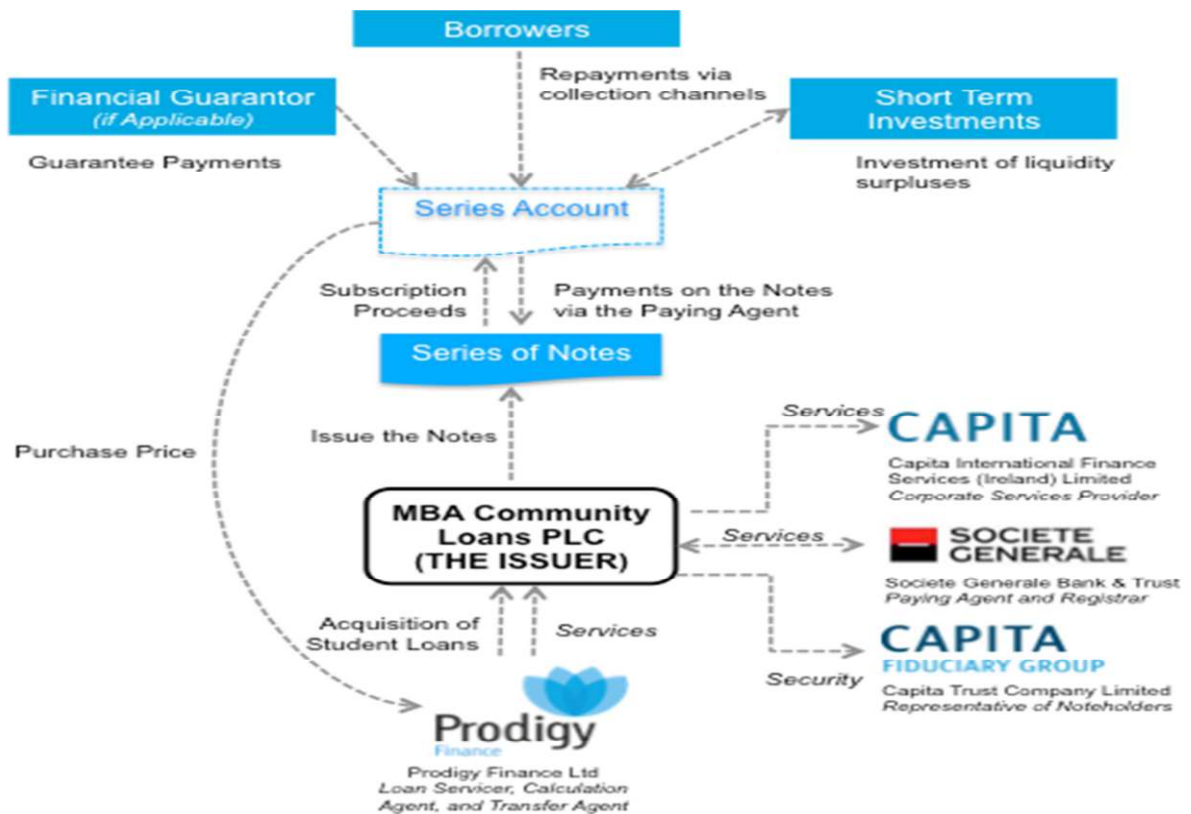 Borrowers
Repayments via
collection channels
Financial Guarantor
(if Applicable)
Guarantee Payments
Short Term
Investments
Investment of liquidity
surpluses
Series Account
Subscription
Proceeds
Payments on the Notes
via the Paying Agent
Series of Notes
Purchase Price
Issue the Notes
MBA Community
Loans PLC
(THE ISSUER)
Services
CAPITA
Capita International Finance
Services (Ireland) Limited
Corporate Services Provider
Services
SOCIETE
GENERALE
Societe Generale Bank & Trust
Paying Agent and Registrar
Security
CAPITA
FIDUCIARY GROUP
Capita Trust Company Limited
Representative of Noteholders
Acquisition of
Student Loans
Services
Prodigy
Finance
Prodigy Finance Ltd
Loan Servicer, Calculation
Agent, and Transfer Agent